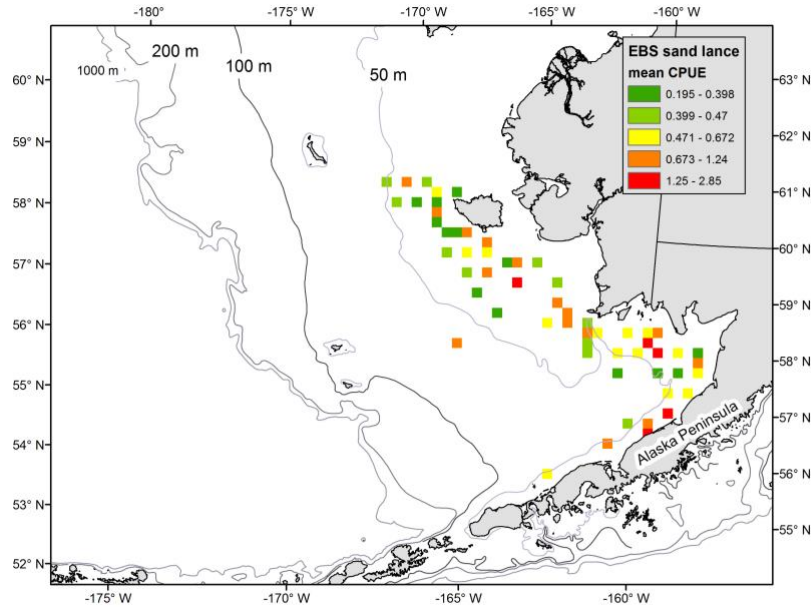 -180° -170° W -165° W -160° W
EBS sand lance
mean CPUE
0.195 - 0.398
0.399 - 0.47
0.471 - 0.672
0.673 - 1.24
1.25 - 2.85
1000 m
200 m
100 m
50 m
60° N
59° N
58° N
57° N
56° N
55° N
54° N
53° N
52° N
63° N
62° N
61° N
60° N
59° N
58° N
57° N
56° N
55° N
Alaska Peninsula
-175° W -170° W -165° W -160° W